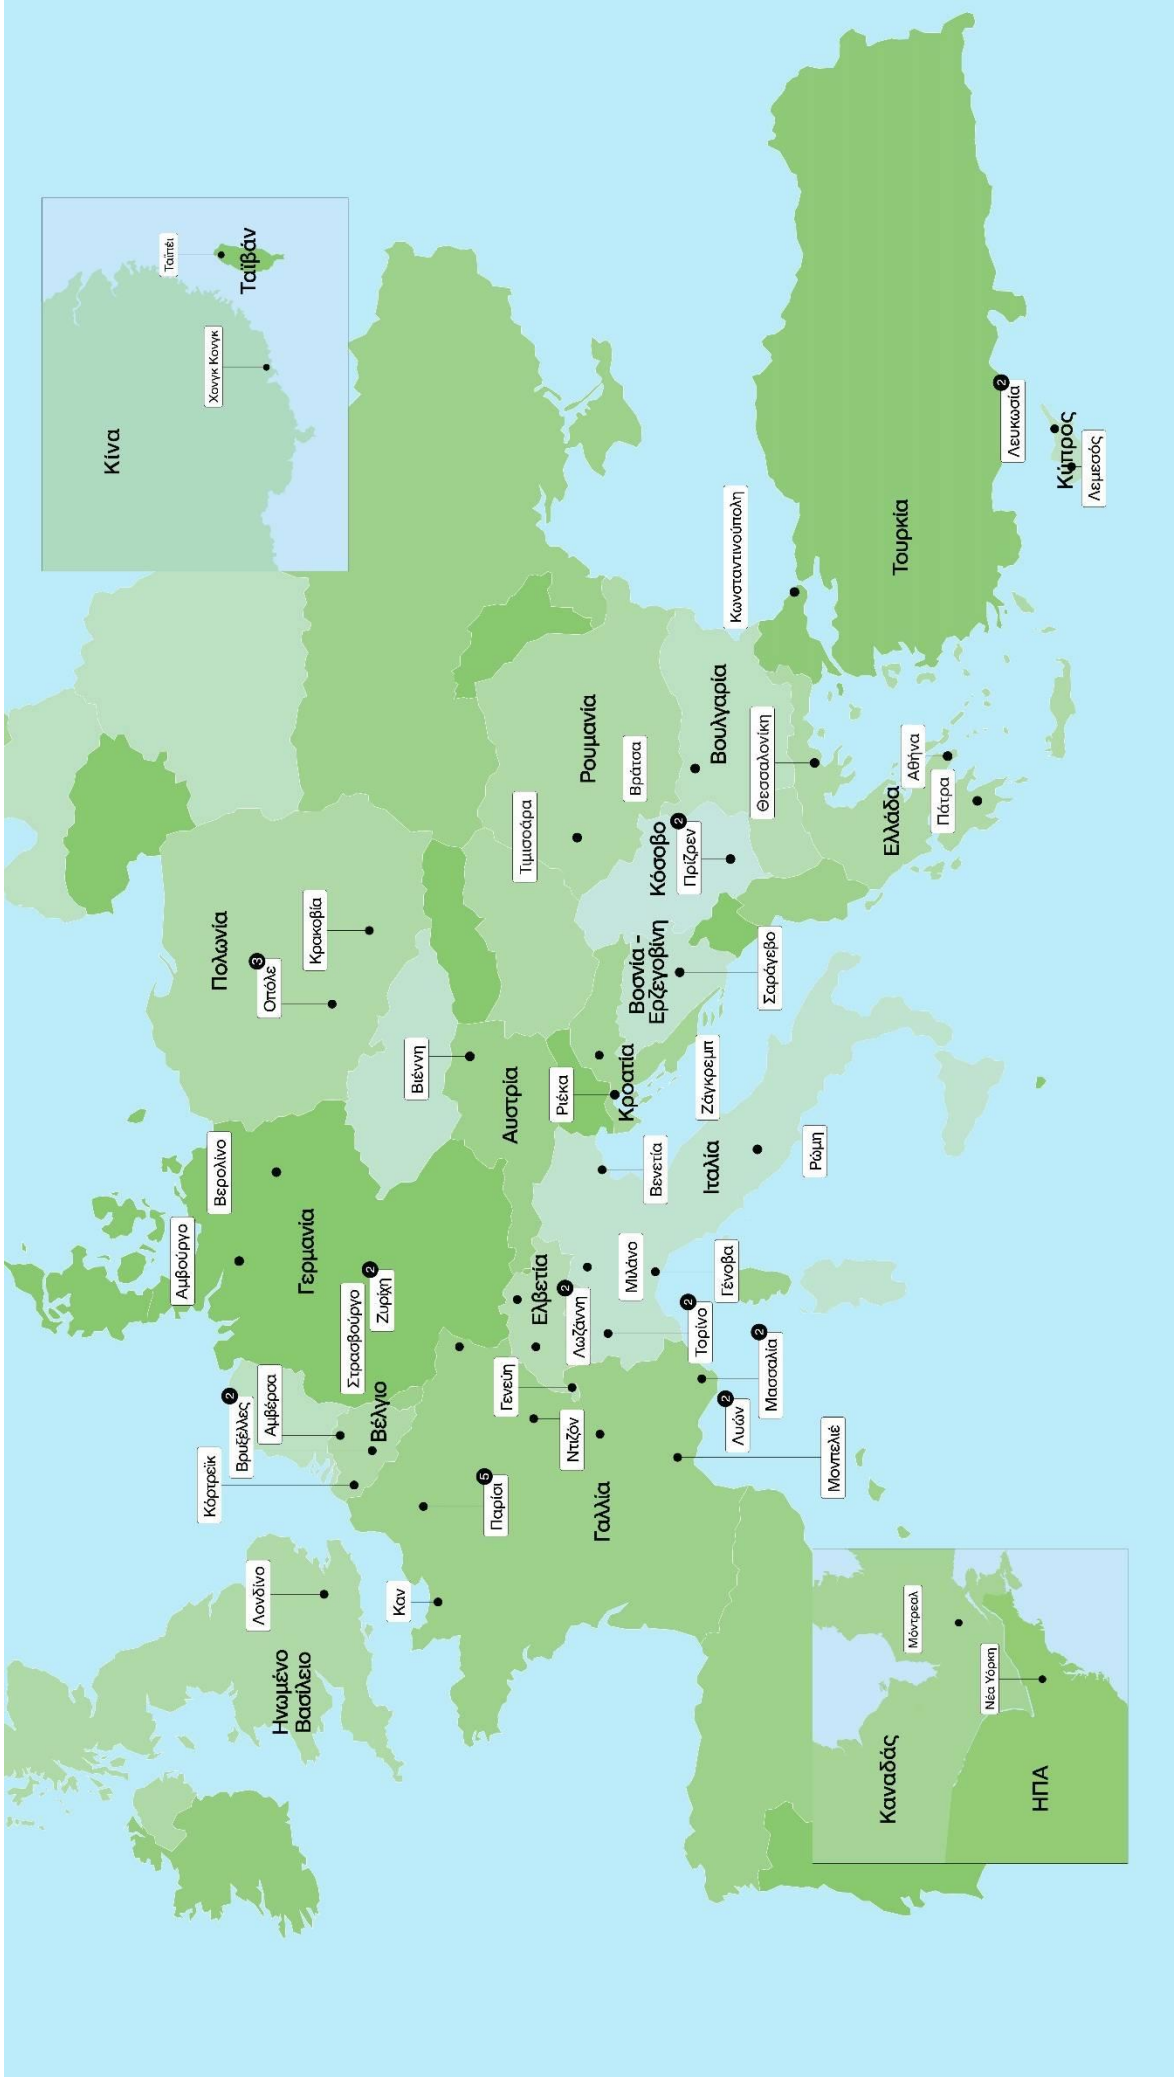 Κίνα
Ταϊπέι
Ταϊβάν
Χονγκ Κονγκ
Ηνωμένο
Βασίλειο
Λονδίνο
Κόρτρεϊκ
2
Βρυξέλλες
Αμβέρσα
Βέλγιο
Αμβούργο
Βερολίνο
Γερμανία
Στρασβούργο
2
Ζυρίχη
Πολωνία
3
Οπόλε
Κρακοβία
Καν
5
Παρίσι
Γαλλία
Ντιζόν
Γενεύη
Ελβετία
2
Λωζάννη
Βιέννη
Αυστρία
Ριέκα
Κροατία
Ζάγκρεμπ
Βοσνία -
Ερζεγοβίνη
Σαράγεβο
Τιμισοάρα
Ρουμανία
Βράτσα
Βουλγαρία
Κόσοβο
2
Πρίζρεν
Θεσσαλονίκη
Κωνσταντινούπολη
Τουρκία
Μιλάνο
Βενετία
Γένοβα
2
Τορίνο
Ιταλία
Ρώμη
2
Μασσαλία
2
Λυών
Μονπελιέ
Ελλάδα
Αθήνα
Πάτρα
2
Λευκωσία
Κύπρος
Λεμεσός
Καναδάς
Μόντρεαλ
Νέα Υόρκη
ΗΠΑ